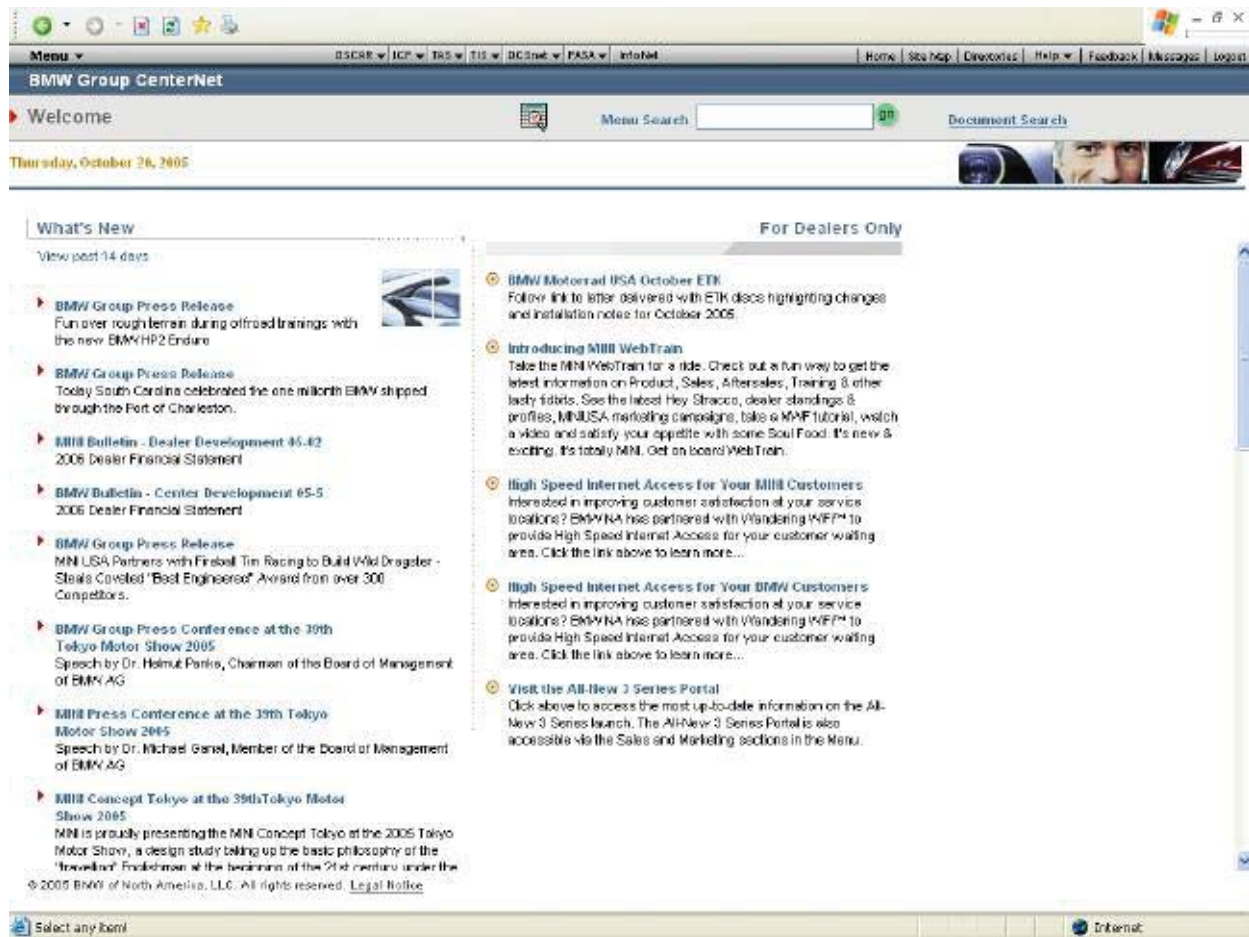 Menu OSCAR ICP TAS TIS DCSnet PASA InfoNet Home Site Map Directories Help Feedback Messages Logout
BMW Group CenterNet
Welcome Menu Search go Document Search
Thursday, October 20, 2005
What's New
View past 14 days
BMW Group Press Release
Fun over rough terrain during offroad trainings with
the new BMW HP2 Enduro
BMW Group Press Release
Today South Carolina celebrated the one millionth BMW shipped
through the Port of Charleston.
MINI Bulletin - Dealer Development 05-02
2006 Dealer Financial Statement
BMW Bulletin - Center Development 05-5
2006 Dealer Financial Statement
BMW Group Press Release
MINI USA Partners with Fireball Tim Racing to Build Wild Dragster -
Steals Coveted "Best Engineered" Award from over 300
Competitors.
BMW Group Press Conference at the 39th
Tokyo Motor Show 2005
Speech by Dr. Helmut Panke, Chairman of the Board of Management
of BMW AG
MINI Press Conference at the 39th Tokyo
Motor Show 2005
Speech by Dr. Michael Ganal, Member of the Board of Management
of BMW AG
MINI Concept Tokyo at the 39thTokyo Motor
Show 2005
MINI is proudly presenting the MINI Concept Tokyo at the 2005 Tokyo
Motor Show, a design study taking up the basic philosophy of the
"travelling" Englishman at the beginning of the 21st century under the
For Dealers Only
BMW Motorrad USA October ETK
Follow link to letter delivered with ETK discs highlighting changes
and installation notes for October 2005.
Introducing MINI WebTrain
Take the MINI WebTrain for a ride. Check out a fun way to get the
latest information on Product, Sales, Aftersales, Training & other
tasty tidbits. See the latest Hey Stracco, dealer standings &
profiles, MINIUSA marketing campaigns, take a MWF tutorial, watch
a video and satisfy your appetite with some Soul Food. It's new &
exciting, it's totally MINI. Get on board WebTrain.
High Speed Internet Access for Your MINI Customers
Interested in improving customer satisfaction at your service
locations? BMW NA has partnered with Wandering WiFi™ to
provide High Speed Internet Access for your customer waiting
area. Click the link above to learn more...
High Speed Internet Access for Your BMW Customers
Interested in improving customer satisfaction at your service
locations? BMW NA has partnered with Wandering WiFi™ to
provide High Speed Internet Access for your customer waiting
area. Click the link above to learn more...
Visit the All-New 3 Series Portal
Click above to access the most up-to-date information on the All-
New 3 Series launch. The All-New 3 Series Portal is also
accessible via the Sales and Marketing sections in the Menu.
© 2005 BMW of North America, LLC. All rights reserved. Legal Notice
Select any item! Internet